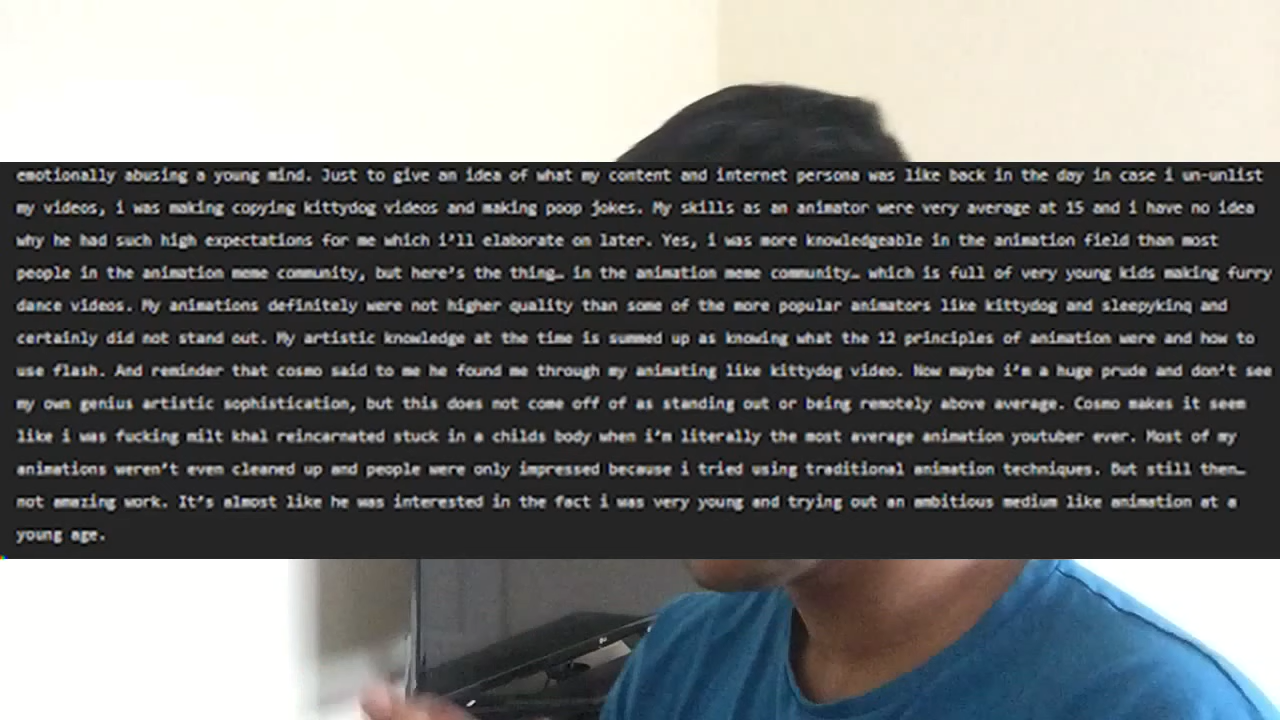 emotionally abusing a young mind. Just to give an idea of what my content and internet persona was like back in the day in case i un-unlist
my videos, i was making copying kittydog videos and making poop jokes. My skills as an animator were very average at 15 and i have no idea
why he had such high expectations for me which i'll elaborate on later. Yes, i was more knowledgeable in the animation field than most
people in the animation meme community, but here's the thing… in the animation meme community… which is full of very young kids making furry
dance videos. My animations definitely were not higher quality than some of the more popular animators like kittydog and sleepykinq and
certainly did not stand out. My artistic knowledge at the time is summed up as knowing what the 12 principles of animation were and how to
use flash. And reminder that cosmo said to me he found me through my animating like kittydog video. Now maybe i'm a huge prude and don't see
my own genius artistic sophistication, but this does not come off of as standing out or being remotely above average. Cosmo makes it seem
like i was fucking milt khal reincarnated stuck in a childs body when i'm literally the most average animation youtuber ever. Most of my
animations weren't even cleaned up and people were only impressed because i tried using traditional animation techniques. But still then…
not amazing work. It's almost like he was interested in the fact i was very young and trying out an ambitious medium like animation at a
young age.